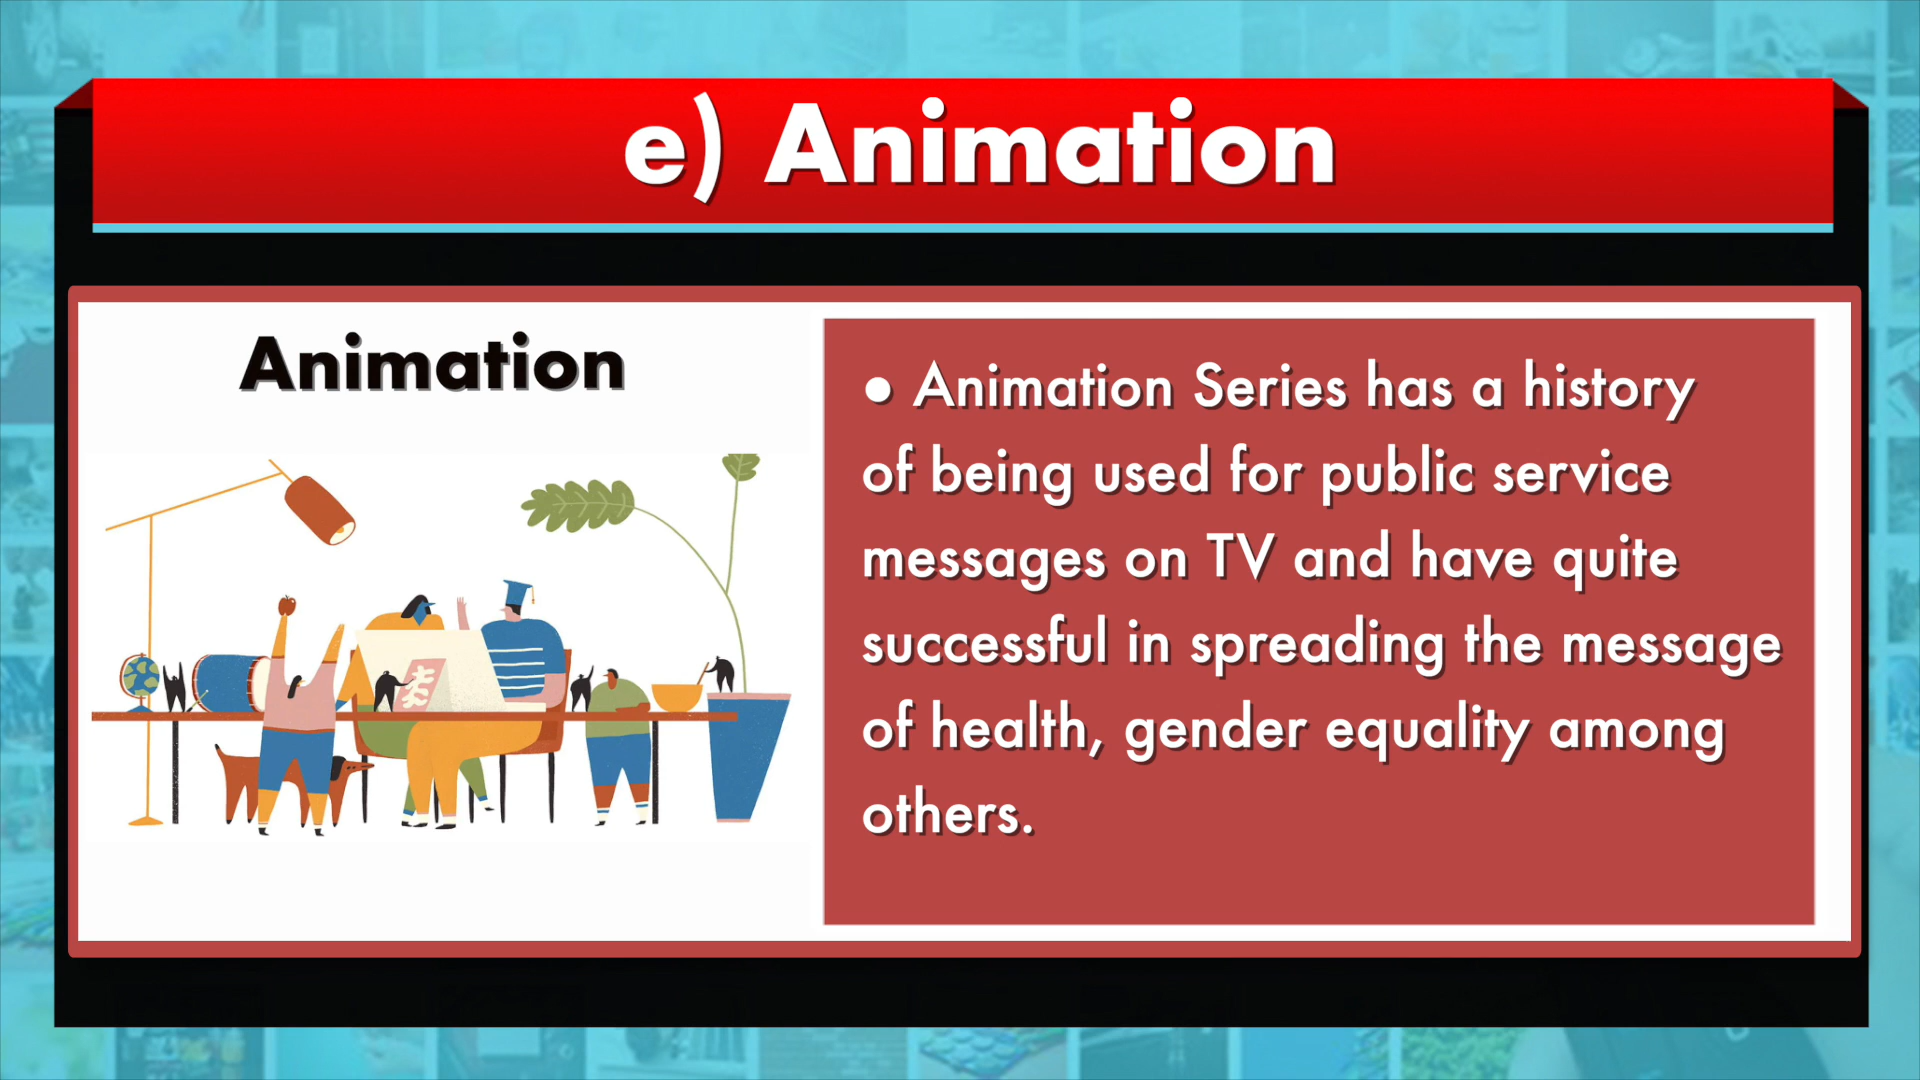 e) Animation
Animation
● Animation Series has a history
of being used for public service
messages on TV and have quite
successful in spreading the message
of health, gender equality among
others.